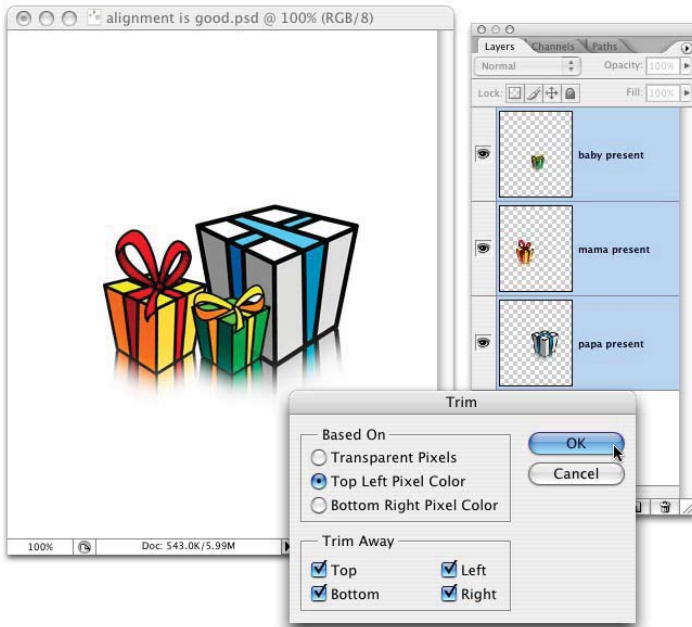 alignment is good.psd @ 100% (RGB/8)
Layers Channels Paths
Normal Opacity: 100%
Lock: Fill: 100%
baby present
mama present
papa present
100% Doc: 543.0K/5.99M
Trim
Based On
Transparent Pixels
Top Left Pixel Color
Bottom Right Pixel Color
OK
Cancel
Trim Away
Top Left
Bottom Right